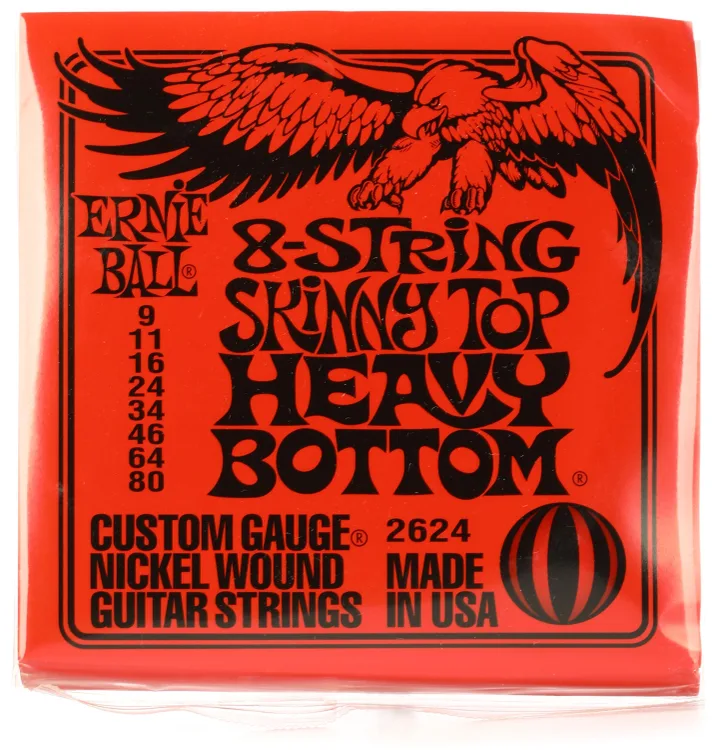 ERNiE
BALL®
9
11
16
24
34
46
64
80
8-STRiNG
SKiNNY TOP
HEAVY
BOTTOM®
CUSTOM GAUGE®
NICKEL WOUND
GUITAR STRINGS
2624
MADE
IN USA